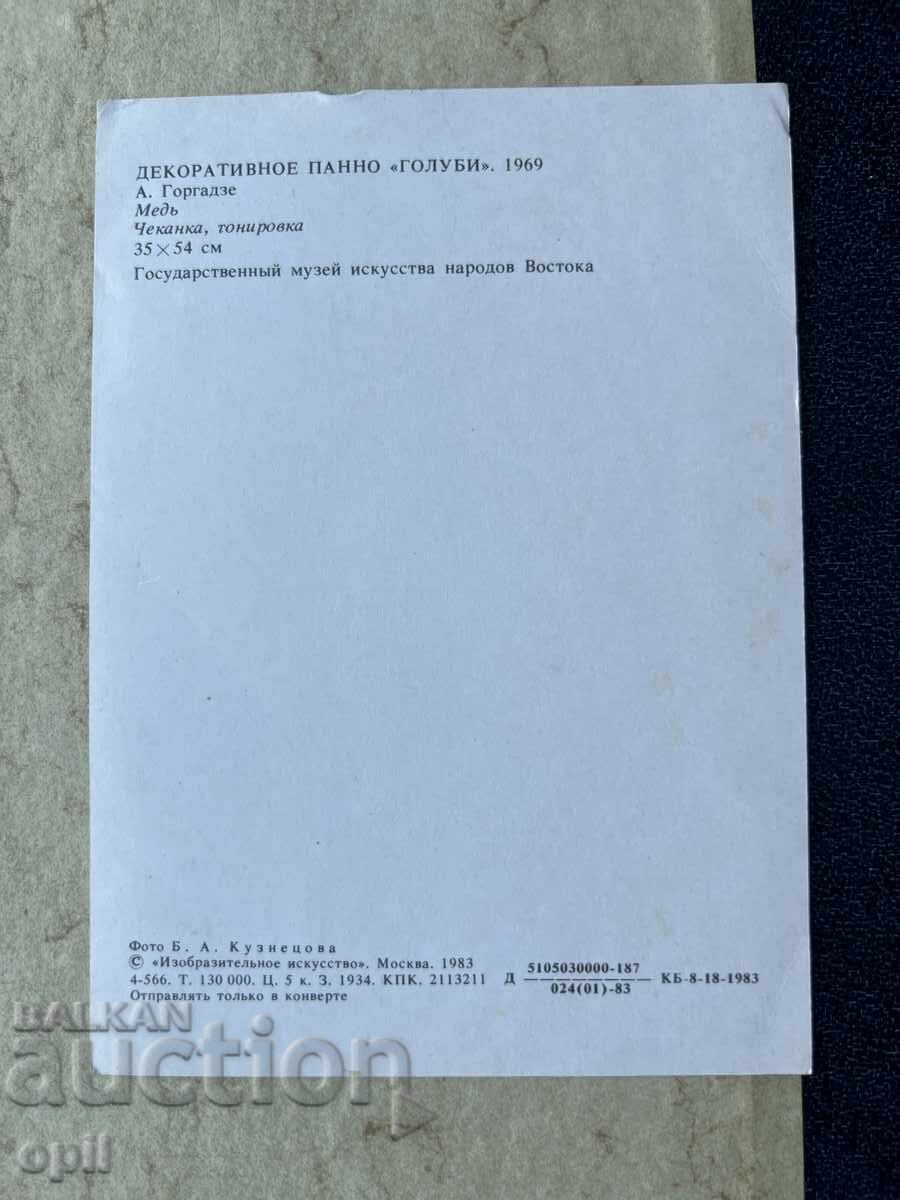 ДЕКОРАТИВНОЕ ПАННО «ГОЛУБИ». 1969
А. Горгадзе
Медь
Чеканка, тонировка
35×54 см
Государственный музей искусства народов Востока
Фото Б. А. Кузнецова
© «Изобразительное искусство». Москва. 1983
4-566. Т. 130 000. Ц. 5 к. З. 1934. КПК. 2113211
Отправлять только в конверте
Д 5105030000-187
024(01)-83 КБ-8-18-1983
BALKAN
auction
opil